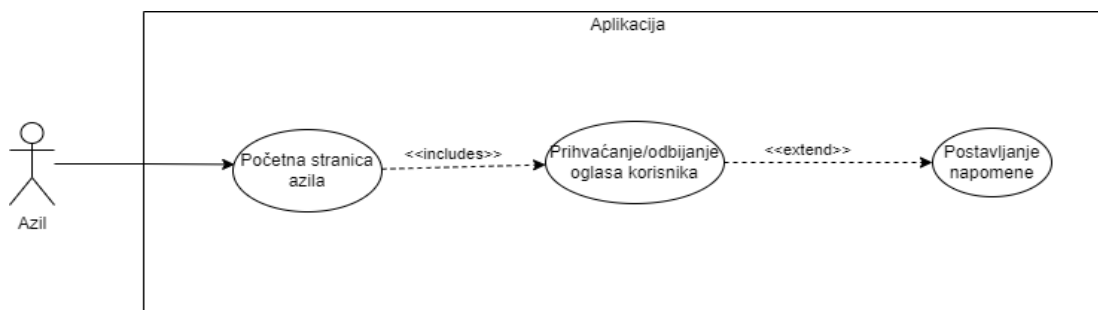 Aplikacija
Početna stranica
azila
<<includes>>
Prihvaćanje/odbijanje
oglasa korisnika
<<extend>>
Postavljanje
napomene
Azil